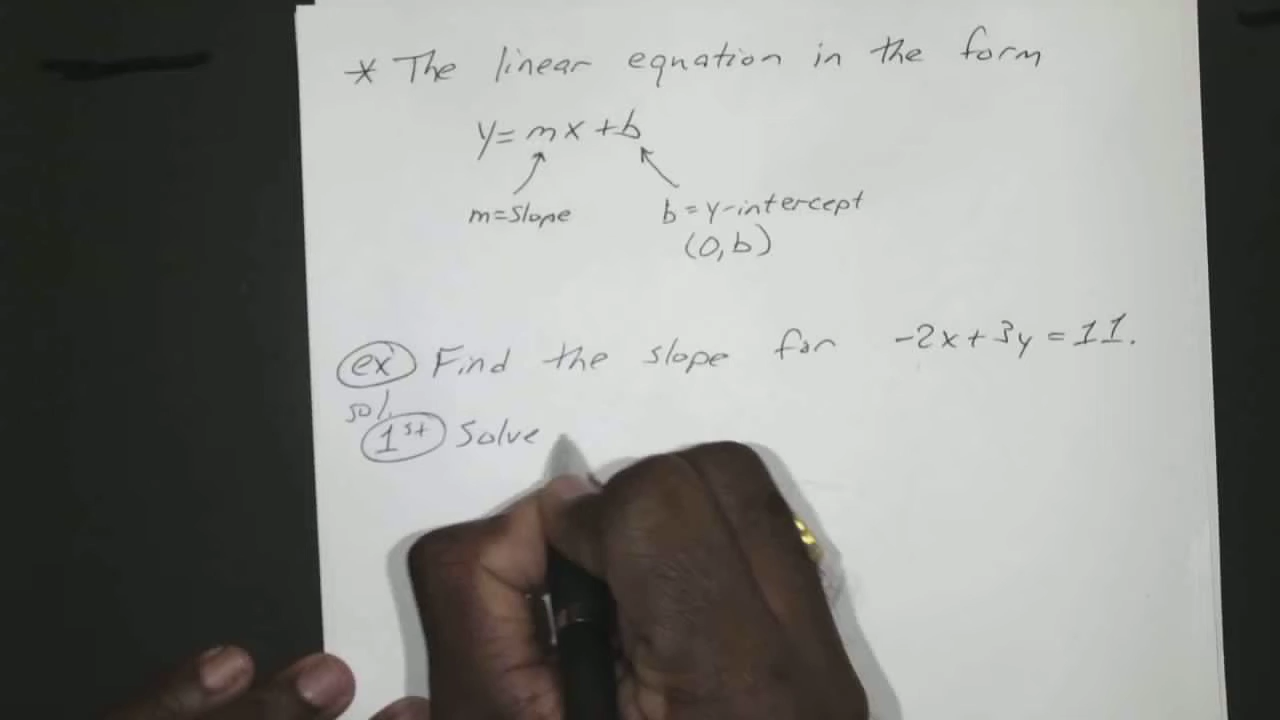 * The linear equation in the form
y = mx + b
m = slope
b = y-intercept
(0, b)
ex Find the slope for -2x + 3y = 11.
sol.
1st Solve